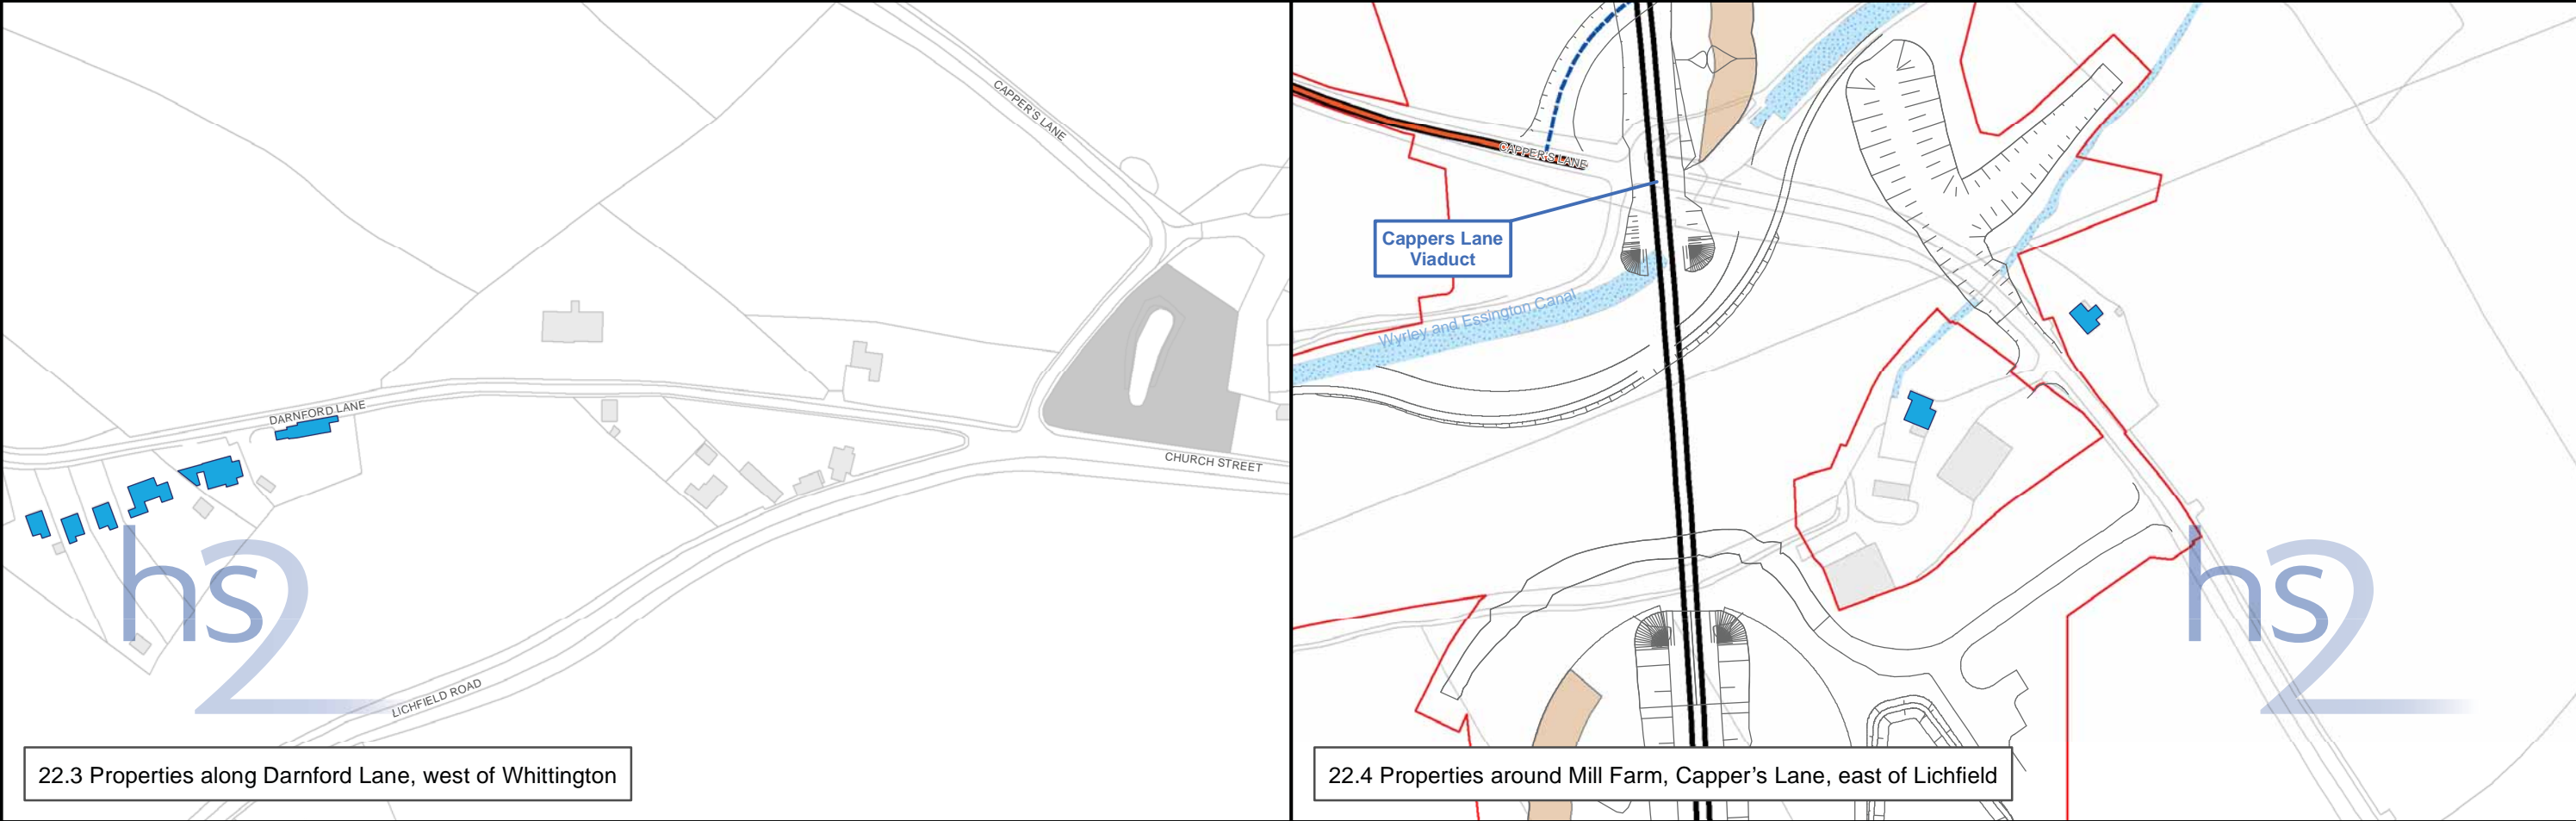 CAPPER'S LANE
DARNFORD LANE
CHURCH STREET
LICHFIELD ROAD
hs2
22.3 Properties along Darnford Lane, west of Whittington
CAPPER'S LANE
Cappers Lane
Viaduct
Wyrley and Essington Canal
hs2
22.4 Properties around Mill Farm, Capper’s Lane, east of Lichfield